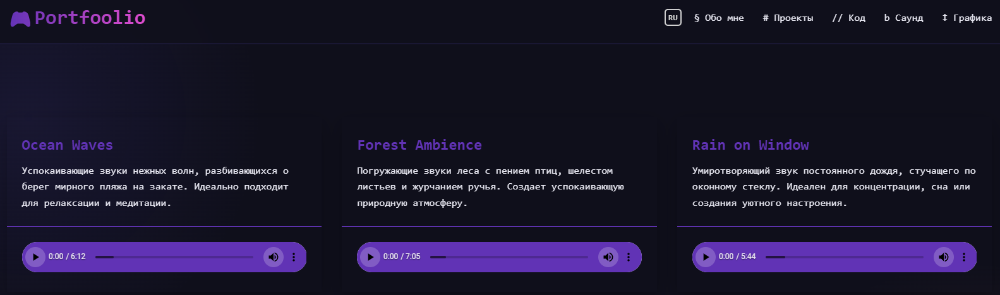 Portfoolio
RU § Обо мне # Проекты // Код b Саунд ‡ Графика
Ocean Waves
Успокаивающие звуки нежных волн, разбивающихся о
берег мирного пляжа на закате. Идеально подходит
для релаксации и медитации.
0:00 / 6:12
Forest Ambience
Погружающие звуки леса с пением птиц, шелестом
листьев и журчанием ручья. Создает успокаивающую
природную атмосферу.
0:00 / 7:05
Rain on Window
Умиротворяющий звук постоянного дождя, стучащего по
оконному стеклу. Идеален для концентрации, сна или
создания уютного настроения.
0:00 / 5:44